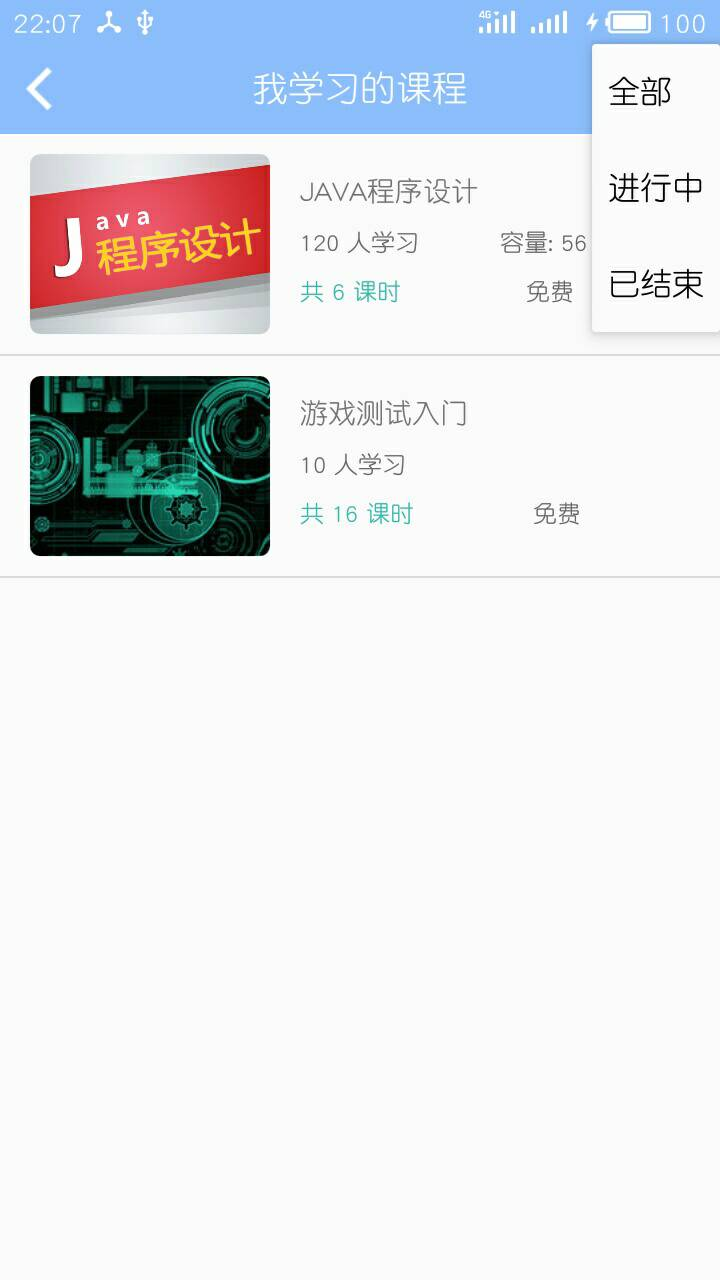 22:07
4G
100
我学习的课程
全部
进行中
已结束
Java
程序设计
JAVA程序设计
120 人学习
容量: 56
共 6 课时
免费
游戏测试入门
10 人学习
共 16 课时
免费